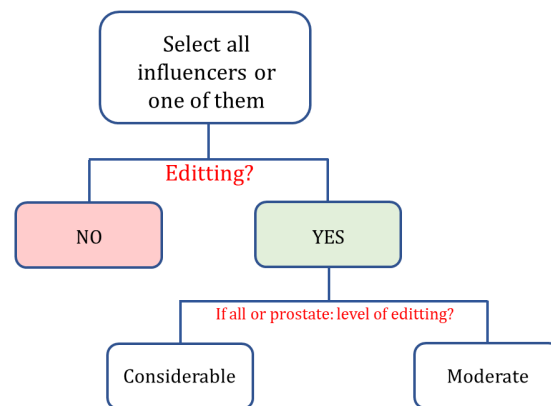 Select all
influencers or
one of them
Editting?
NO
YES
If all or prostate: level of editting?
Considerable
Moderate